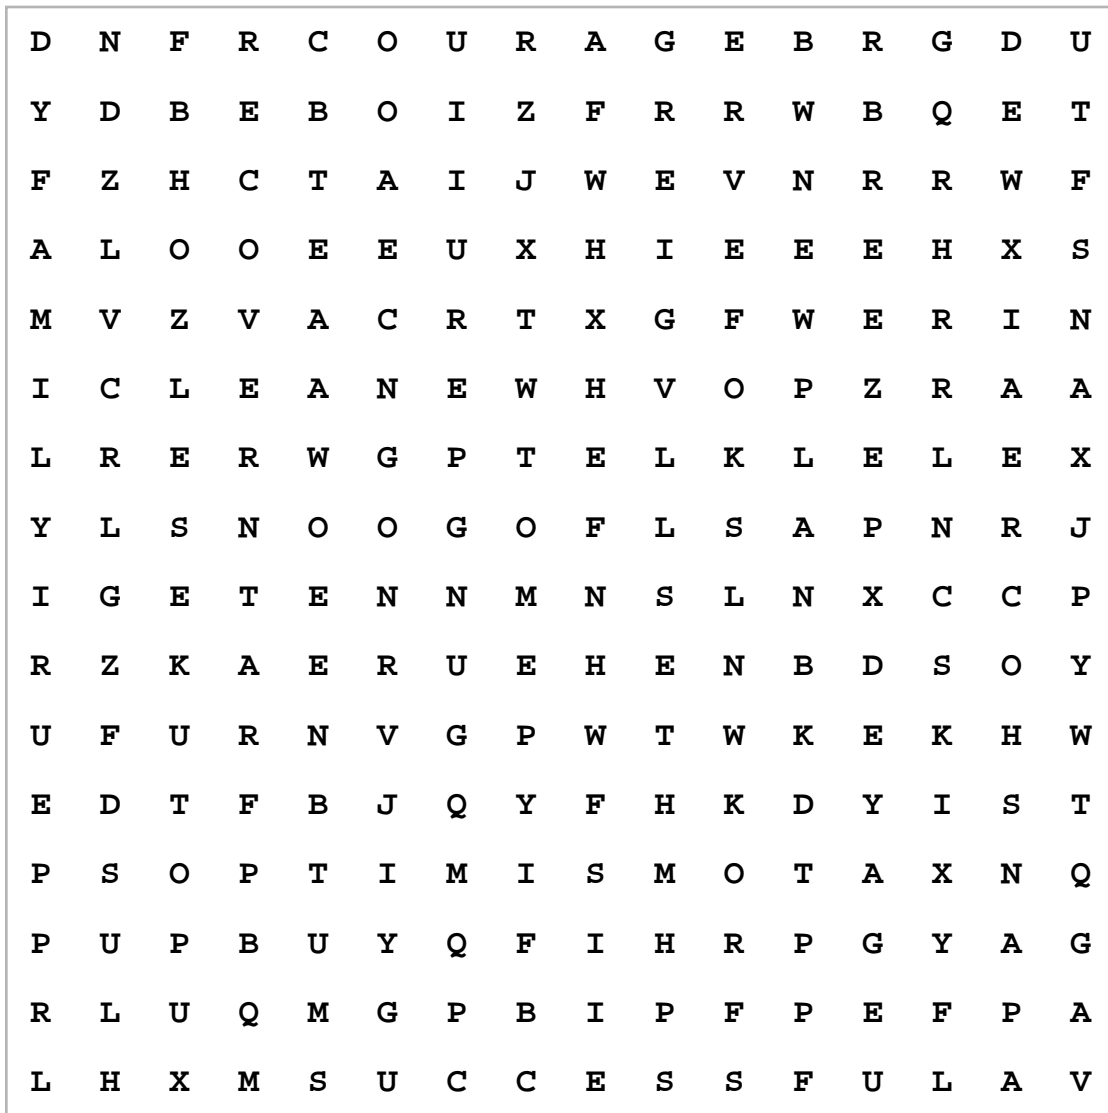 D N F R C O U R A G E B R G D U
Y D B E B O I Z F R R W B Q E T
F Z H C T A I J W E V N R R W F
A L O O E E U X H I E E E H X S
M V Z V A C R T X G F W E R I N
I C L E A N E W H V O P Z R A A
L R E R W G P T E L K L E L E X
Y L S N O O G O F L S A P N R J
I G E T E N N M N S L N X C C P
R Z K A E R U E H E N B D S O Y
U F U R N V G P W T W K E K H W
E D T F B J Q Y F H K D Y I S T
P S O P T I M I S M O T A X N Q
P U P B U Y Q F I H R P G Y A G
R L U Q M G P B I P F P E F P A
L H X M S U C C E S S F U L A V